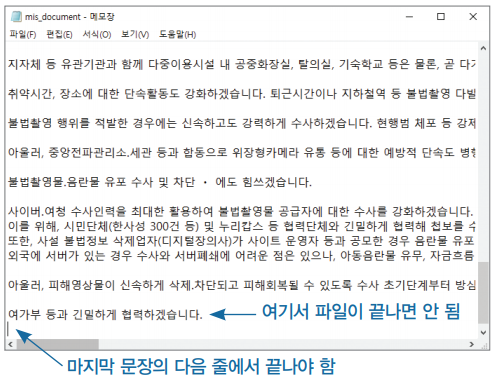 mis_document - 메모장
파일(F) 편집(E) 서식(O) 보기(V) 도움말(H)
지자체 등 유관기관과 함께 다중이용시설 내 공중화장실, 탈의실, 기숙학교 등은 물론, 곧 다가
취약시간, 장소에 대한 단속활동도 강화하겠습니다. 퇴근시간이나 지하철역 등 불법촬영 다발
불법촬영 행위를 적발한 경우에는 신속하고도 강력하게 수사하겠습니다. 현행범 체포 등 강제
아울러, 중앙전파관리소.세관 등과 합동으로 위장형카메라 유통 등에 대한 예방적 단속도 병행
불법촬영물.음란물 유포 수사 및 차단 · 에도 힘쓰겠습니다.
사이버.여청 수사인력을 최대한 활용하여 불법촬영물 공급자에 대한 수사를 강화하겠습니다.
이를 위해, 시민단체(한사성 300건 등) 및 누리캅스 등 협력단체와 긴밀하게 협력해 첩보를 수
또한, 사설 불법정보 삭제업자(디지털장의사)가 사이트 운영자 등과 공모한 경우 음란물 유포
외국에 서버가 있는 경우 수사와 서버폐쇄에 어려운 점은 있으나, 아동음란물 유무, 자금흐름
아울러, 피해영상물이 신속하게 삭제.차단되고 피해회복될 수 있도록 수사 초기단계부터 방심
여가부 등과 긴밀하게 협력하겠습니다.
여기서 파일이 끝나면 안 됨
마지막 문장의 다음 줄에서 끝나야 함